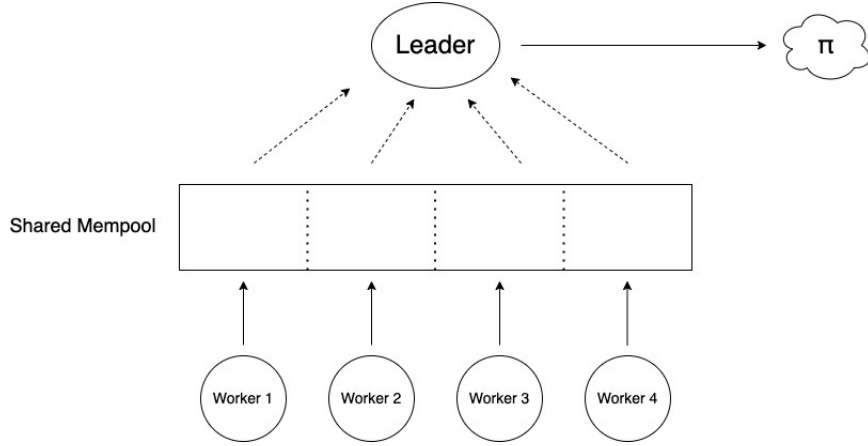 Leader
π
Shared Mempool
Worker 1
Worker 2
Worker 3
Worker 4